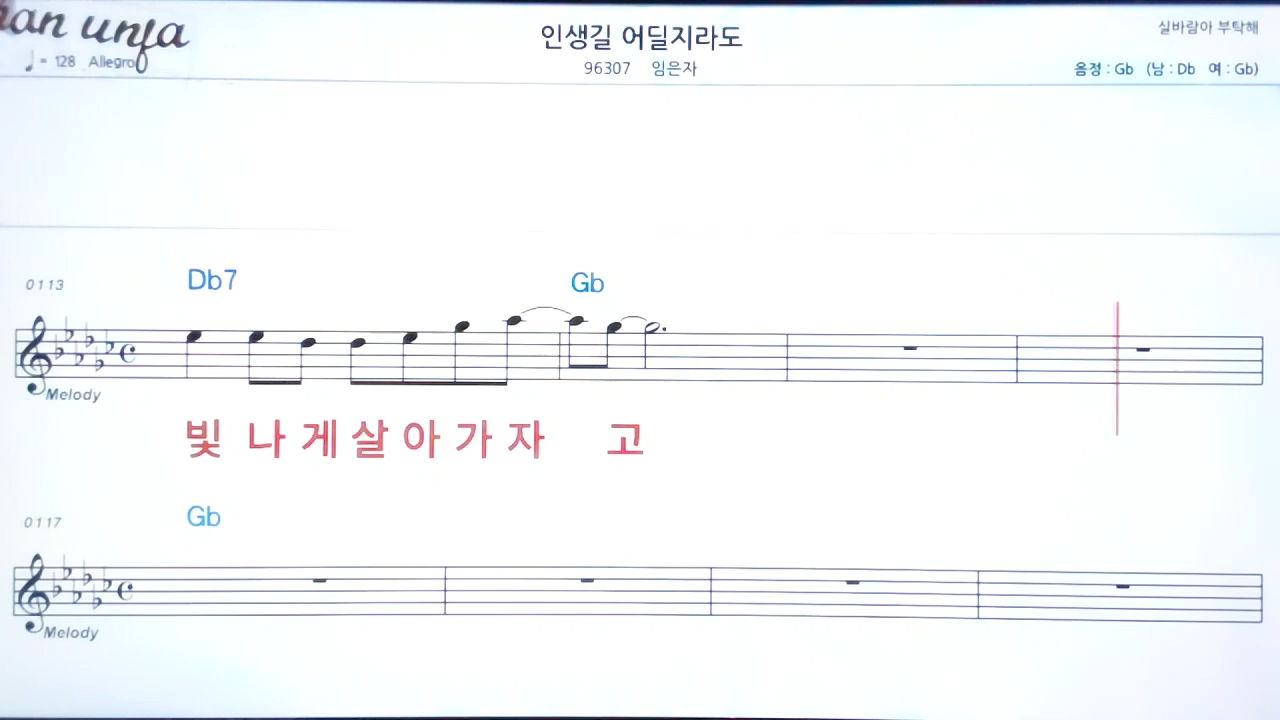 an unja
인생길 어딜지라도
실바람아 부탁해
♩ = 128 Allegro
96307 임은자
음정 : Gb (남 : Db 여 : Gb)
0113
Db7 Gb
Melody
빛 나 게 살 아 가 자 고
0117
Gb
Melody